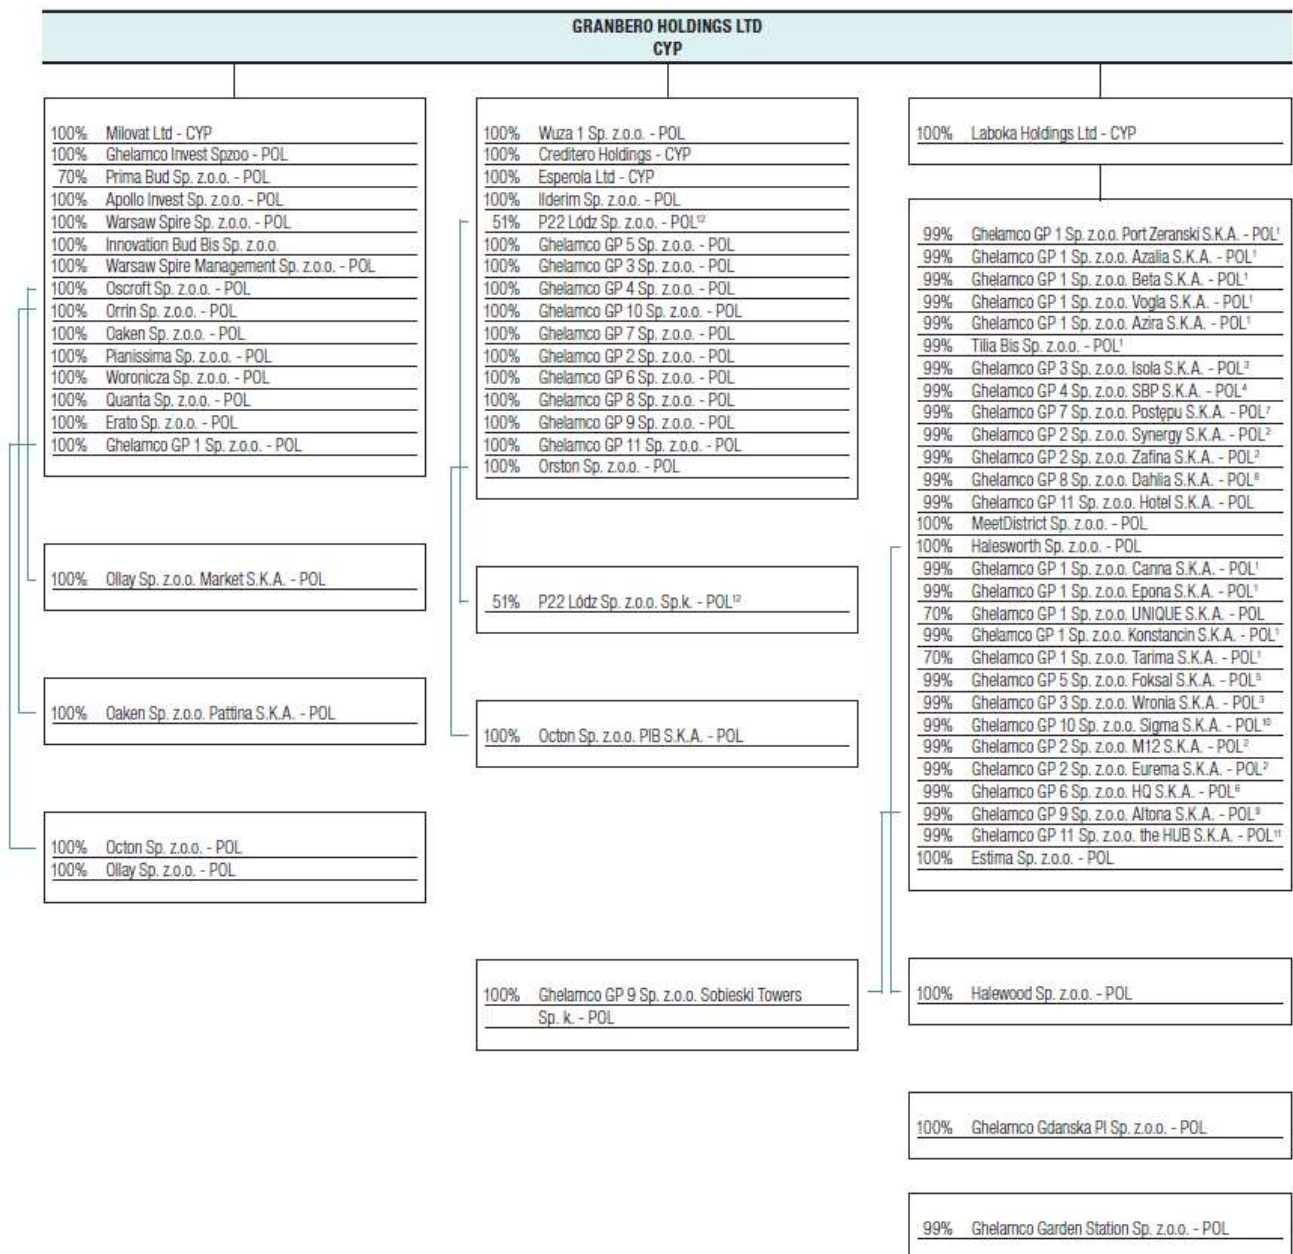 GRANBERO HOLDINGS LTD
CYP
100% Milovat Ltd - CYP
100% Ghelamco Invest Spzoo - POL
70% Prima Bud Sp. z.o.o. - POL
100% Apollo Invest Sp. z.o.o. - POL
100% Warsaw Spire Sp. z.o.o. - POL
100% Innovation Bud Bis Sp. z.o.o.
100% Warsaw Spire Management Sp. z.o.o. - POL
100% Oscroft Sp. z.o.o. - POL
100% Orrin Sp. z.o.o. - POL
100% Oaken Sp. z.o.o. - POL
100% Pianissima Sp. z.o.o. - POL
100% Woronicza Sp. z.o.o. - POL
100% Quanta Sp. z.o.o. - POL
100% Erato Sp. z.o.o. - POL
100% Ghelamco GP 1 Sp. z.o.o. - POL
100% Ollay Sp. z.o.o. Market S.K.A. - POL
100% Oaken Sp. z.o.o. Pattina S.K.A. - POL
100% Octon Sp. z.o.o. - POL
100% Ollay Sp. z.o.o. - POL
100% Wuza 1 Sp. z.o.o. - POL
100% Creditero Holdings - CYP
100% Esperola Ltd - CYP
100% Ilderim Sp. z.o.o. - POL
51% P22 Lódz Sp. z.o.o. - POL¹²
100% Ghelamco GP 5 Sp. z.o.o. - POL
100% Ghelamco GP 3 Sp. z.o.o. - POL
100% Ghelamco GP 4 Sp. z.o.o. - POL
100% Ghelamco GP 10 Sp. z.o.o. - POL
100% Ghelamco GP 7 Sp. z.o.o. - POL
100% Ghelamco GP 2 Sp. z.o.o. - POL
100% Ghelamco GP 6 Sp. z.o.o. - POL
100% Ghelamco GP 8 Sp. z.o.o. - POL
100% Ghelamco GP 9 Sp. z.o.o. - POL
100% Ghelamco GP 11 Sp. z.o.o. - POL
100% Orston Sp. z.o.o. - POL
51% P22 Lódz Sp. z.o.o. Sp.k. - POL¹²
100% Octon Sp. z.o.o. PIB S.K.A. - POL
100% Ghelamco GP 9 Sp. z.o.o. Sobieski Towers
Sp. k. - POL
100% Laboka Holdings Ltd - CYP
99% Ghelamco GP 1 Sp. z.o.o. Port Zeranski S.K.A. - POL¹
99% Ghelamco GP 1 Sp. z.o.o. Azalia S.K.A. - POL¹
99% Ghelamco GP 1 Sp. z.o.o. Beta S.K.A. - POL¹
99% Ghelamco GP 1 Sp. z.o.o. Vogla S.K.A. - POL¹
99% Ghelamco GP 1 Sp. z.o.o. Azira S.K.A. - POL¹
99% Tilia Bis Sp. z.o.o. - POL¹
99% Ghelamco GP 3 Sp. z.o.o. Isola S.K.A. - POL³
99% Ghelamco GP 4 Sp. z.o.o. SBP S.K.A. - POL⁴
99% Ghelamco GP 7 Sp. z.o.o. Postępu S.K.A. - POL⁷
99% Ghelamco GP 2 Sp. z.o.o. Synergy S.K.A. - POL²
99% Ghelamco GP 2 Sp. z.o.o. Zafina S.K.A. - POL²
99% Ghelamco GP 8 Sp. z.o.o. Dahlia S.K.A. - POL⁸
99% Ghelamco GP 11 Sp. z.o.o. Hotel S.K.A. - POL
100% MeetDistrict Sp. z.o.o. - POL
100% Halesworth Sp. z.o.o. - POL
99% Ghelamco GP 1 Sp. z.o.o. Canna S.K.A. - POL¹
99% Ghelamco GP 1 Sp. z.o.o. Epona S.K.A. - POL¹
70% Ghelamco GP 1 Sp. z.o.o. UNIQUE S.K.A. - POL
99% Ghelamco GP 1 Sp. z.o.o. Konstancin S.K.A. - POL¹
70% Ghelamco GP 1 Sp. z.o.o. Tarima S.K.A. - POL¹
99% Ghelamco GP 5 Sp. z.o.o. Foksal S.K.A. - POL⁵
99% Ghelamco GP 3 Sp. z.o.o. Wronia S.K.A. - POL³
99% Ghelamco GP 10 Sp. z.o.o. Sigma S.K.A. - POL¹⁰
99% Ghelamco GP 2 Sp. z.o.o. M12 S.K.A. - POL²
99% Ghelamco GP 2 Sp. z.o.o. Eurema S.K.A. - POL²
99% Ghelamco GP 6 Sp. z.o.o. HQ S.K.A. - POL⁶
99% Ghelamco GP 9 Sp. z.o.o. Altona S.K.A. - POL⁹
99% Ghelamco GP 11 Sp. z.o.o. the HUB S.K.A. - POL¹¹
100% Estima Sp. z.o.o. - POL
100% Halewood Sp. z.o.o. - POL
100% Ghelamco Gdanska PI Sp. z.o.o. - POL
99% Ghelamco Garden Station Sp. z.o.o. - POL